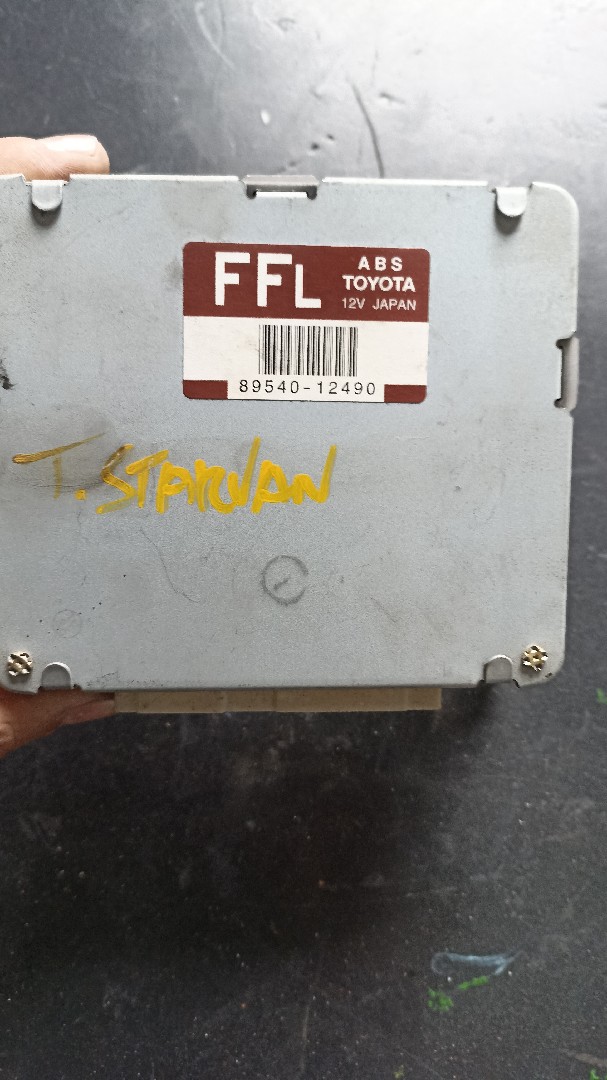 FFL
ABS
TOYOTA
12V JAPAN
89540-12490
T. STARVAN